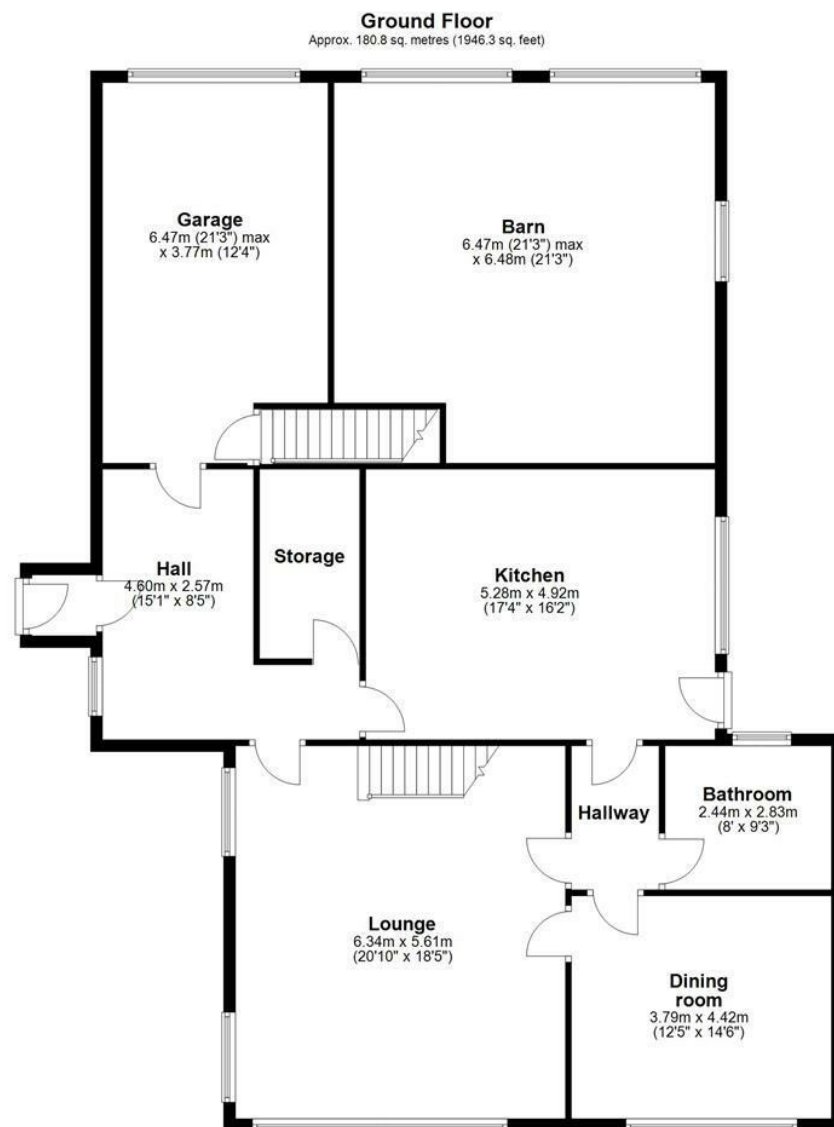 Ground Floor
Approx. 180.8 sq. metres (1946.3 sq. feet)
Garage
6.47m (21'3") max
x 3.77m (12'4")
Barn
6.47m (21'3") max
x 6.48m (21'3")
Hall
4.60m x 2.57m
(15'1" x 8'5")
Storage
Kitchen
5.28m x 4.92m
(17'4" x 16'2")
Hallway
Bathroom
2.44m x 2.83m
(8' x 9'3")
Lounge
6.34m x 5.61m
(20'10" x 18'5")
Dining
room
3.79m x 4.42m
(12'5" x 14'6")